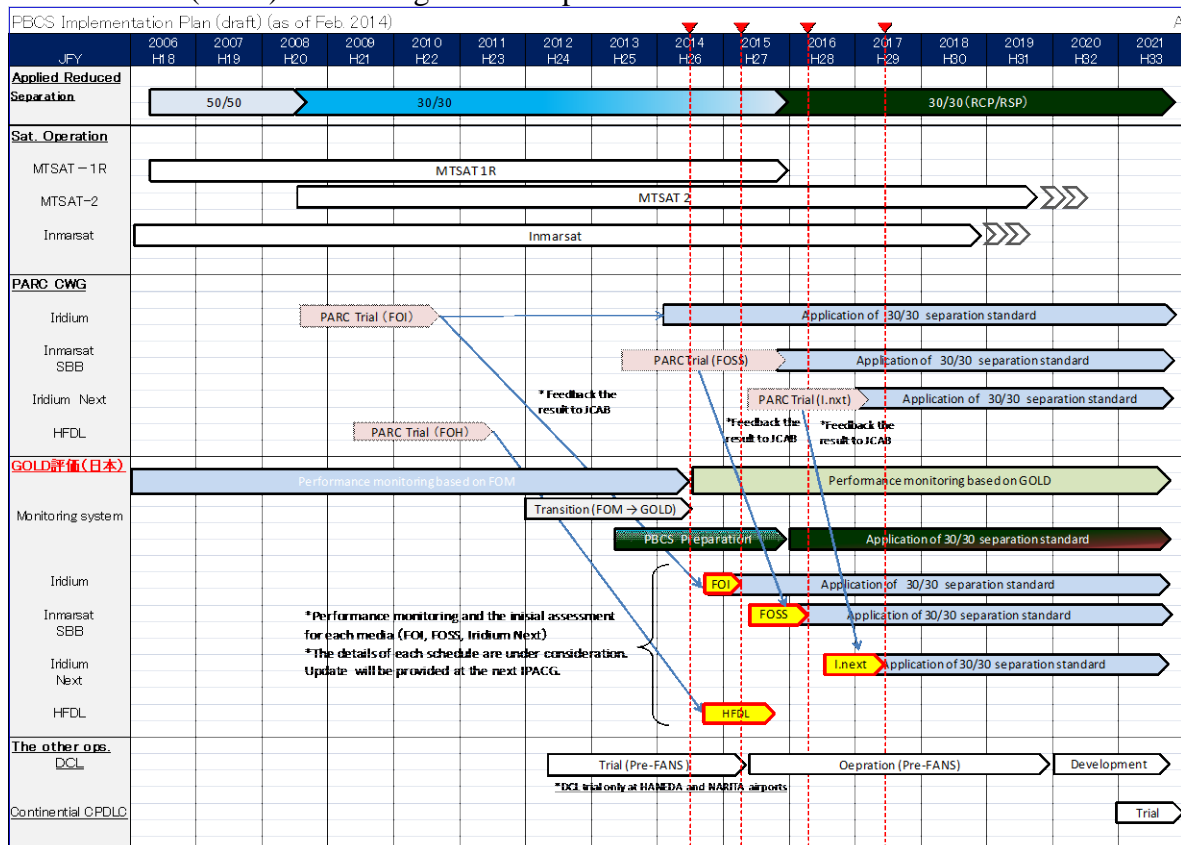 PBCS Implementation Plan (draft) (as of Feb. 2014)
JFY
2006 2007 2008 2009 2010 2011 2012 2013 2014 2015 2016 2017 2018 2019 2020 2021
H18 H19 H20 H21 H22 H23 H24 H25 H26 H27 H28 H29 H30 H31 H32 H33
Applied Reduced
Separation
50/50 30/30 30/30(RCP/RSP)
Sat. Operation
MTSAT-1R MTSAT 1R
MTSAT-2 MTSAT 2
Inmarsat Inmarsat
PARC CWG
Iridium PARC Trial (FOI) Application of 30/30 separation standard
Inmarsat
SBB
PARC Trial (FOSS) Application of 30/30 separation standard
Iridium Next PARC Trial (I.nxt) Application of 30/30 separation standard
*Feedback the
result to JCAB
*Feedback the
result to JCAB
*Feedback the
result to JCAB
HFDL PARC Trial (FOH)
GOLD評価(日本)
Performance monitoring based on FOM Performance monitoring based on GOLD
Monitoring system Transition (FOM → GOLD)
PBCS Preparation Application of 30/30 separation standard
Iridium FOI Application of 30/30 separation standard
Inmarsat
SBB
FOSS Application of 30/30 separation standard
*Performance monitoring and the inisial assessment
for each media (FOI, FOSS, Iridium Next)
*The details of each schedule are under consideration.
Update will be provided at the next IPACG.
Iridium
Next
I.next Application of 30/30 separation standard
HFDL HFDL
The other ops.
DCL Trial (Pre-FANS) Oepration (Pre-FANS) Development
*DCL trial only at HANEDA and NARITA airports
Continential CPDLC Trial